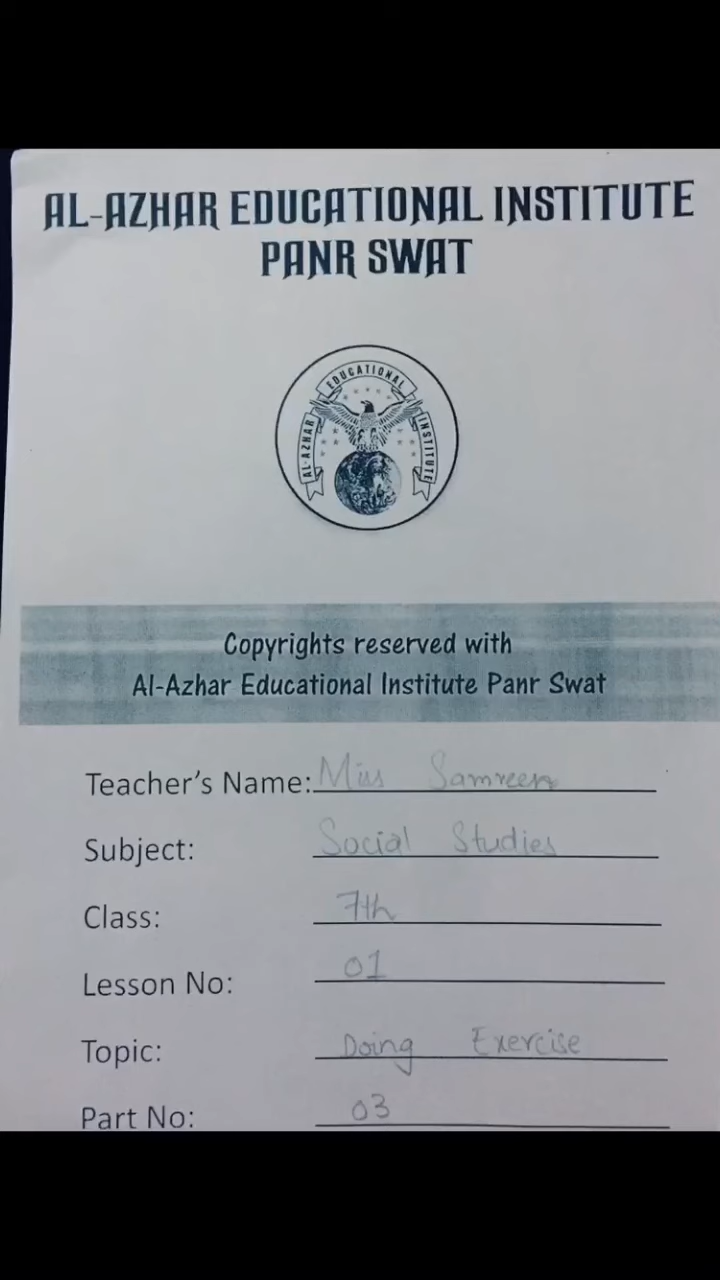 AL-AZHAR EDUCATIONAL INSTITUTE
PANR SWAT
AL-AZHAR EDUCATIONAL INSTITUTE
Copyrights reserved with
Al-Azhar Educational Institute Panr Swat
Teacher's Name: Miss Samreen
Subject: Social Studies
Class: 7th
Lesson No: 01
Topic: Doing Exercise
Part No: 03